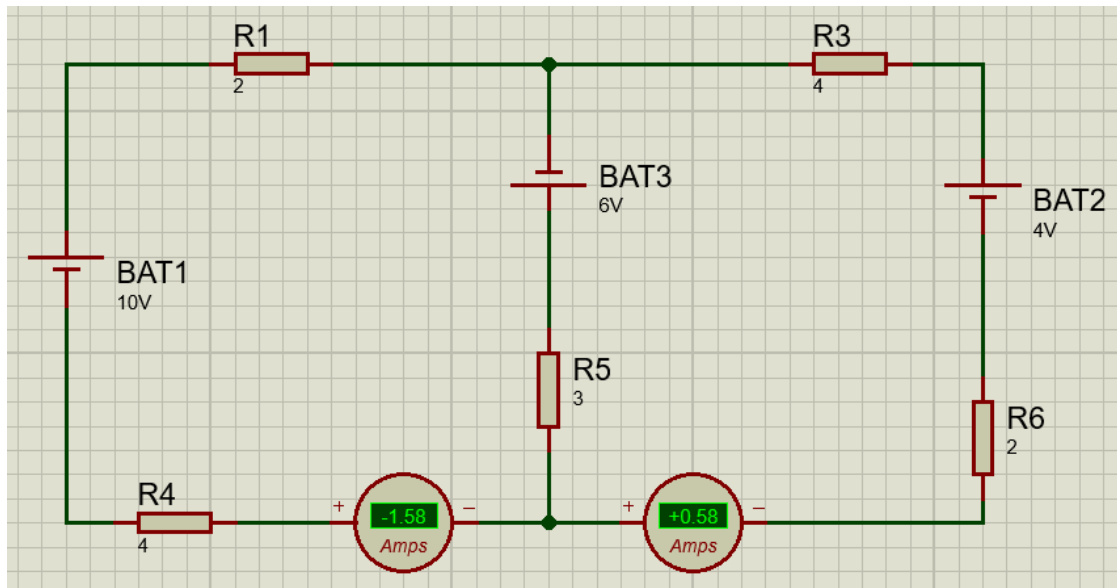 R1
2
R3
4
BAT3
6V
BAT2
4V
BAT1
10V
R5
3
R6
2
R4
4
+ -1.58 −
Amps
+ +0.58 −
Amps